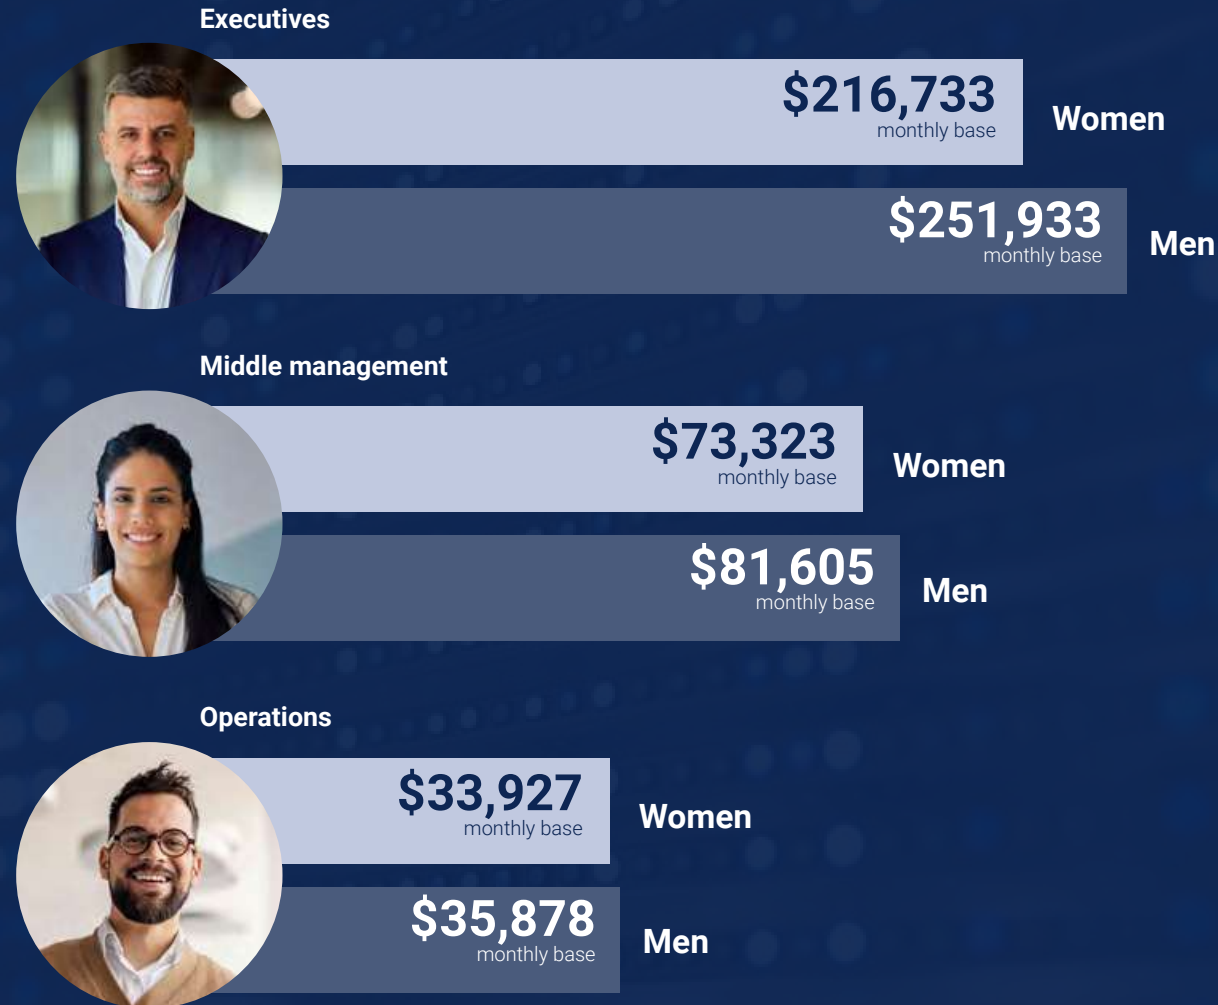 Executives
$216,733
monthly base
Women
$251,933
monthly base
Men
Middle management
$73,323
monthly base
Women
$81,605
monthly base
Men
Operations
$33,927
monthly base
Women
$35,878
monthly base
Men